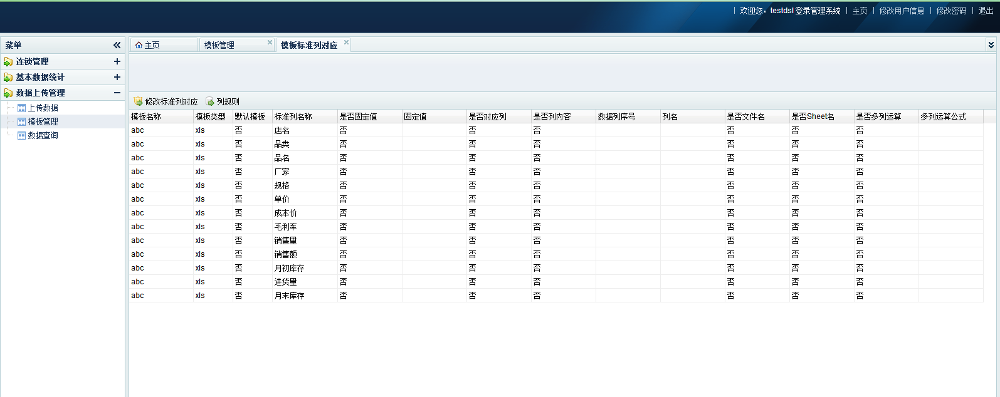 欢迎您，testdsl 登录管理系统 | 主页 | 修改用户信息 | 修改密码 | 退出
菜单
连锁管理
基本数据统计
数据上传管理
上传数据
模板管理
数据查询
主页 模板管理 模板标准列对应
修改标准列对应 列规则
模板名称 模板类型 默认模板 标准列名称 是否固定值 固定值 是否对应列 是否列内容 数据列序号 列名 是否文件名 是否Sheet名 是否多列运算 多列运算公式
abc xls 否 店名 否 否 否 否 否 否
abc xls 否 品类 否 否 否 否 否 否
abc xls 否 品名 否 否 否 否 否 否
abc xls 否 厂家 否 否 否 否 否 否
abc xls 否 规格 否 否 否 否 否 否
abc xls 否 单价 否 否 否 否 否 否
abc xls 否 成本价 否 否 否 否 否 否
abc xls 否 毛利率 否 否 否 否 否 否
abc xls 否 销售量 否 否 否 否 否 否
abc xls 否 销售额 否 否 否 否 否 否
abc xls 否 月初库存 否 否 否 否 否 否
abc xls 否 进货量 否 否 否 否 否 否
abc xls 否 月末库存 否 否 否 否 否 否